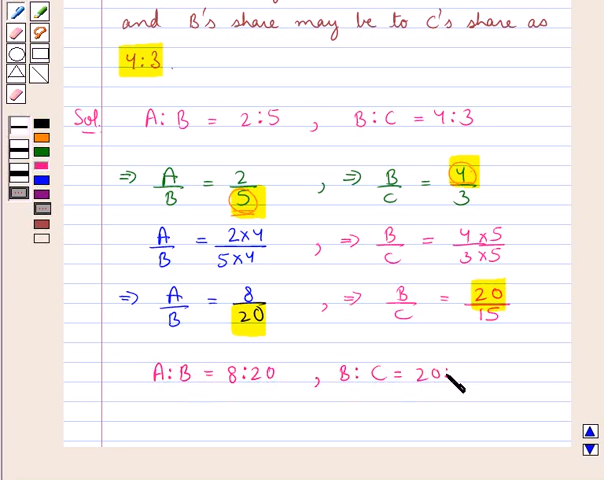 and B's share may be to C's share as
4:3.
Sol. A:B = 2:5 , B:C = 4:3
⇒ A/B = 2/5 , ⇒ B/C = 4/3
A/B = 2×4/5×4 , ⇒ B/C = 4×5/3×5
⇒ A/B = 8/20 , ⇒ B/C = 20/15
A:B = 8:20 , B:C = 20: